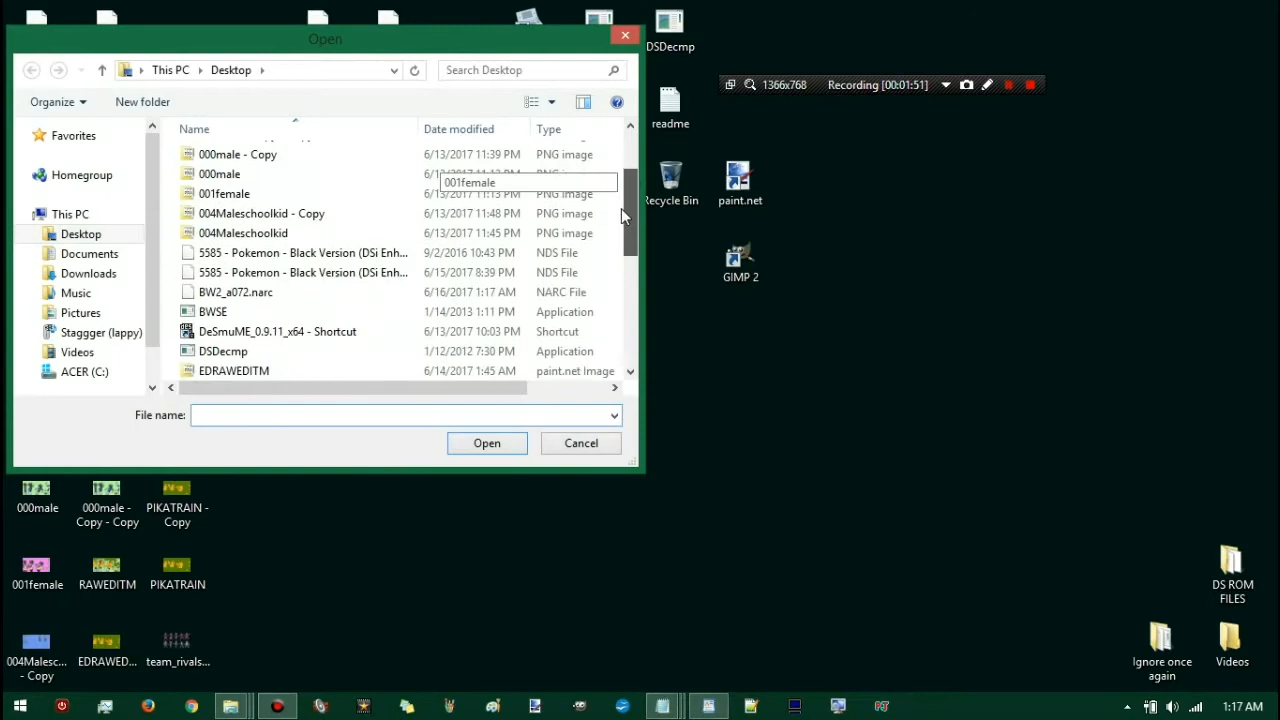 Open
This PC Desktop
Search Desktop
Organize
New folder
Favorites
Homegroup
This PC
Desktop
Documents
Downloads
Music
Pictures
Staggger (lappy)
Videos
ACER (C:)
Name Date modified Type
000male - Copy 6/13/2017 11:39 PM PNG image
000male 6/13/2017 11:13 PM PNG image
001female
001female 6/13/2017 11:13 PM PNG image
004Maleschoolkid - Copy 6/13/2017 11:48 PM PNG image
004Maleschoolkid 6/13/2017 11:45 PM PNG image
5585 - Pokemon - Black Version (DSi Enh... 9/2/2016 10:43 PM NDS File
5585 - Pokemon - Black Version (DSi Enh... 6/15/2017 8:39 PM NDS File
BW2_a072.narc 6/16/2017 1:17 AM NARC File
BWSE 1/14/2013 1:11 PM Application
DeSmuME_0.9.11_x64 - Shortcut 6/13/2017 10:03 PM Shortcut
DSDecmp 1/12/2012 7:30 PM Application
EDRAWEDITM 6/14/2017 1:45 AM paint.net Image
File name:
Open
Cancel
DSDecmp
1366x768 Recording [00:01:51]
readme
Recycle Bin
paint.net
GIMP 2
000male
000male -
Copy - Copy
PIKATRAIN -
Copy
001female
RAWEDITM
PIKATRAIN
004Malesc...
- Copy
EDRAWED...
team_rivals...
DS ROM
FILES
Ignore once
again
Videos
1:17 AM